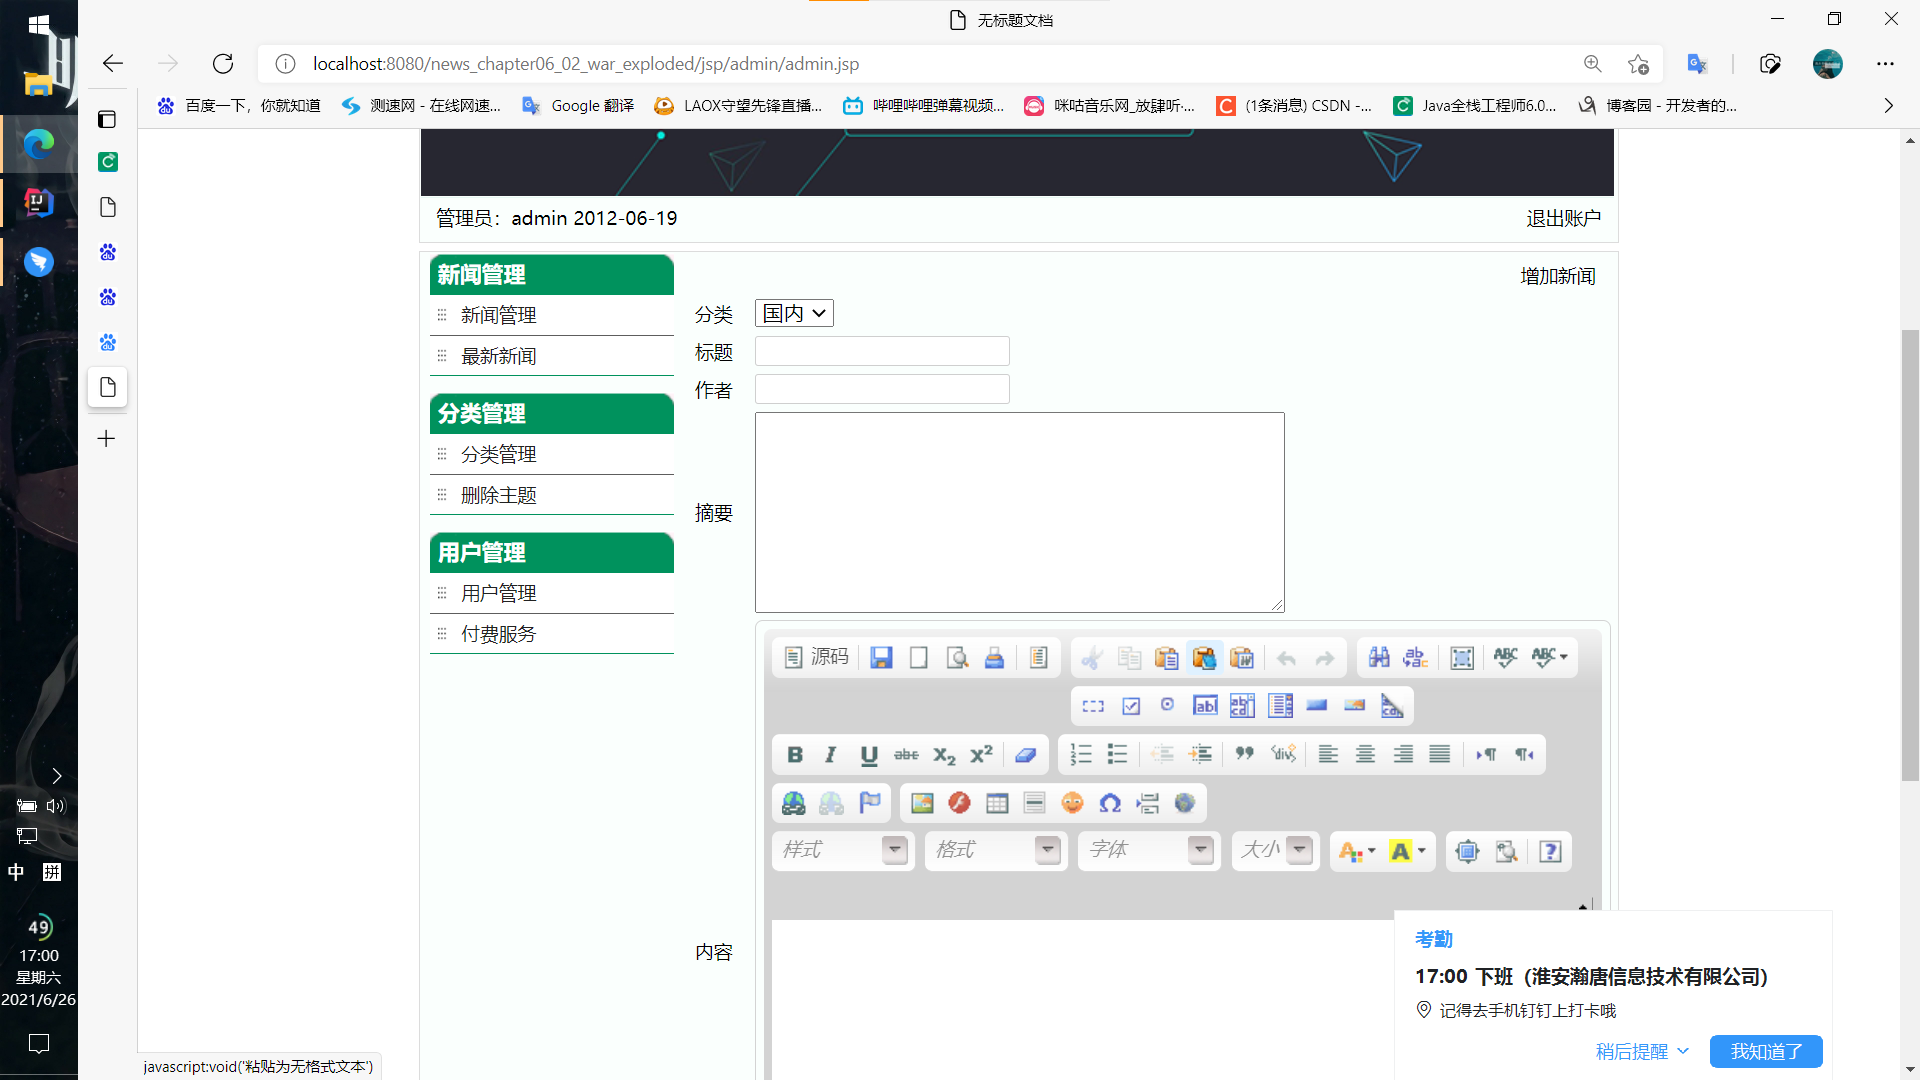 无标题文档
localhost:8080/news_chapter06_02_war_exploded/jsp/admin/admin.jsp
百度一下，你就知道
测速网 - 在线网速...
Google 翻译
LAOX守望先锋直播...
哔哩哔哩弹幕视频...
咪咕音乐网_放肆听·...
(1条消息) CSDN -...
Java全栈工程师6.0...
博客园 - 开发者的...
管理员：admin 2012-06-19
退出账户
新闻管理
新闻管理
最新新闻
分类管理
分类管理
删除主题
用户管理
用户管理
付费服务
增加新闻
分类 国内
标题
作者
摘要
源码
样式 格式 字体 大小
内容
考勤
17:00 下班（淮安瀚唐信息技术有限公司）
记得去手机钉钉上打卡哦
稍后提醒 我知道了
javascript:void('粘贴为无格式文本')
中 拼
49
17:00
星期六
2021/6/26